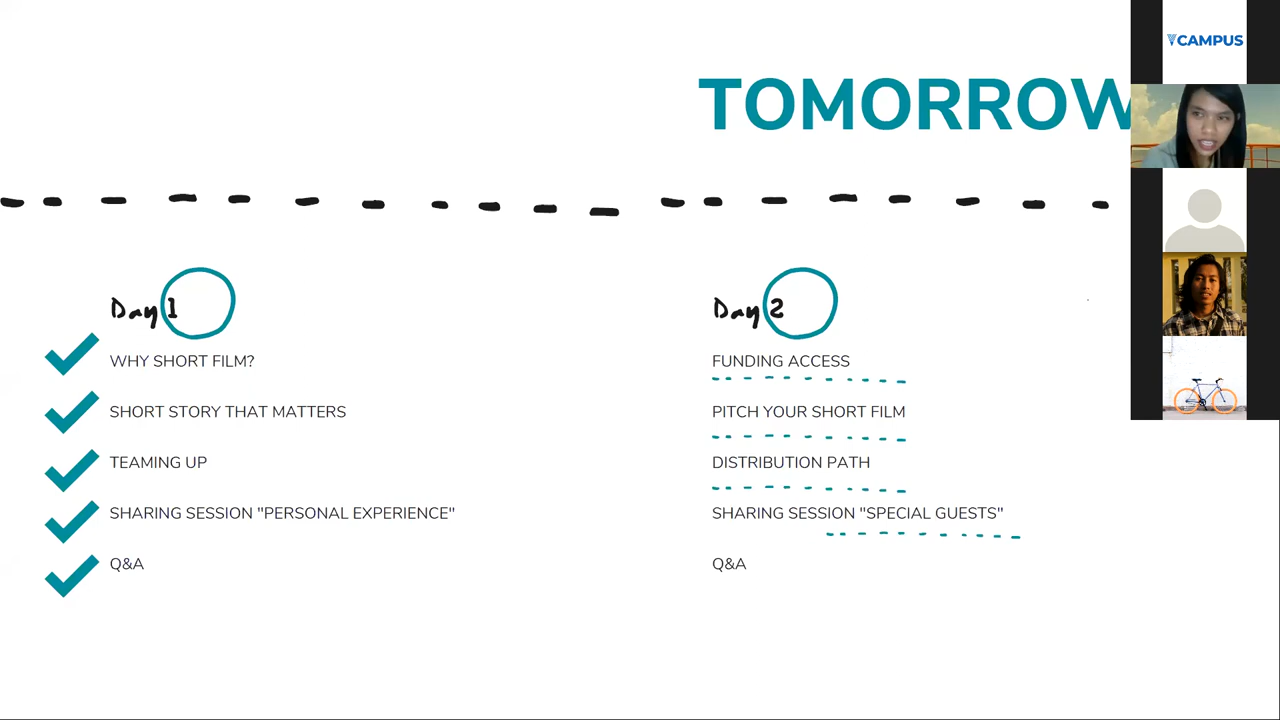 TOMORROW
VCAMPUS
Day 1
WHY SHORT FILM?
SHORT STORY THAT MATTERS
TEAMING UP
SHARING SESSION "PERSONAL EXPERIENCE"
Q&A
Day 2
FUNDING ACCESS
PITCH YOUR SHORT FILM
DISTRIBUTION PATH
SHARING SESSION "SPECIAL GUESTS"
Q&A